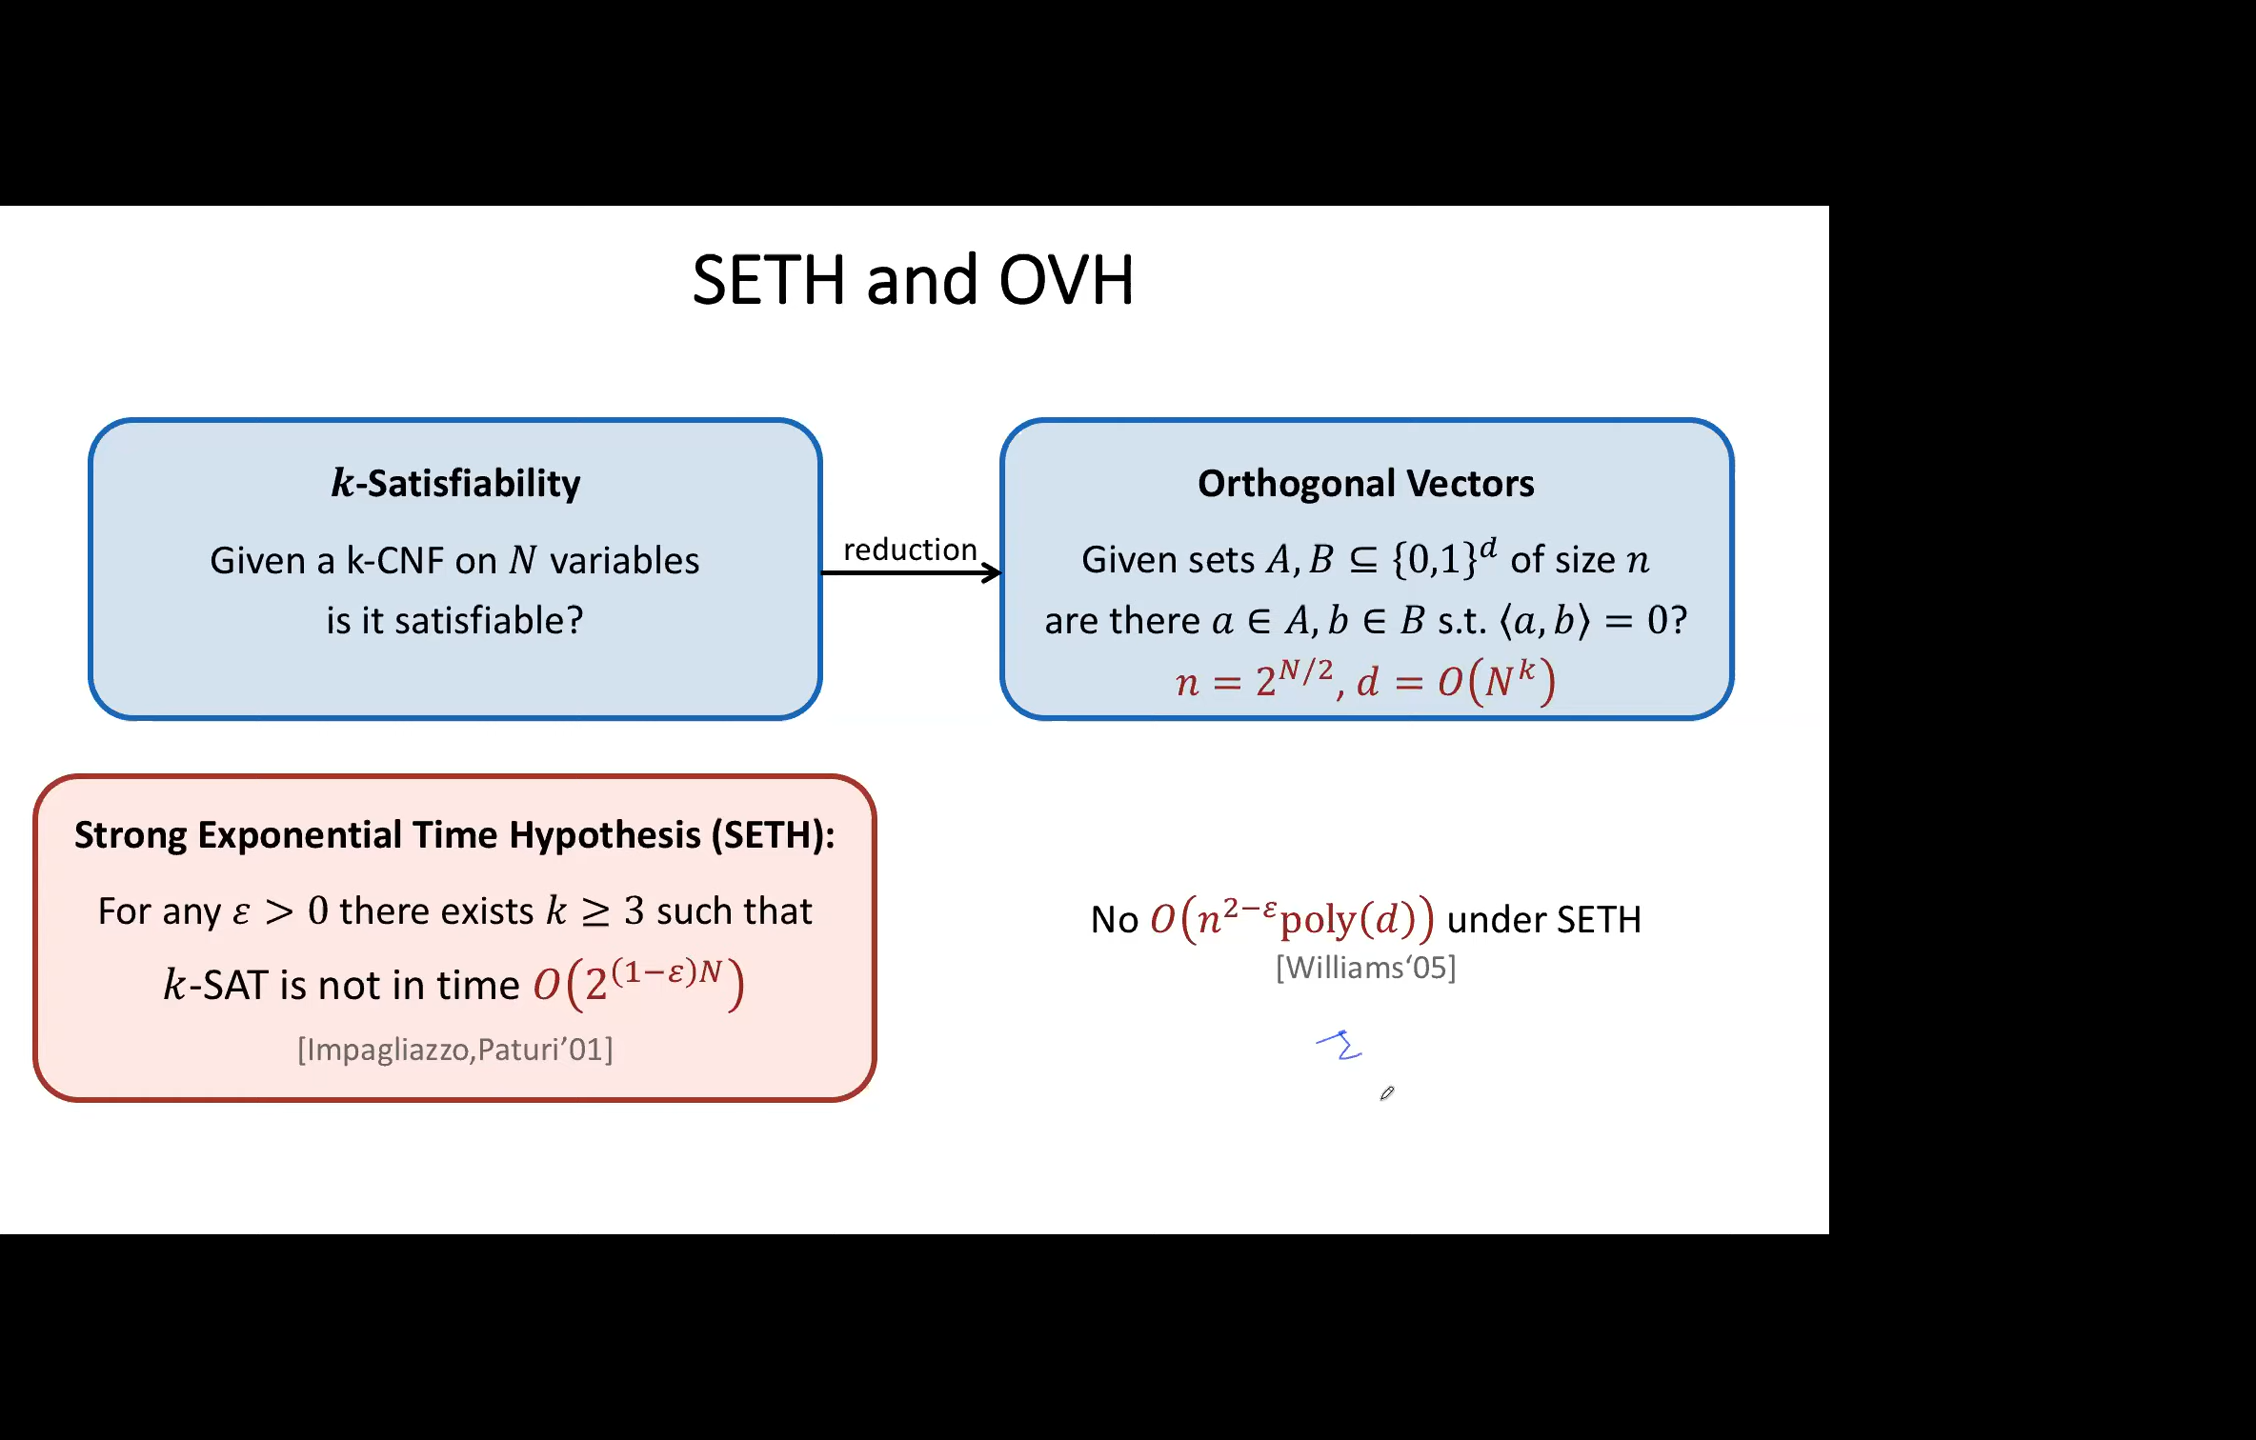 SETH and OVH
k-Satisfiability
Given a k-CNF on N variables
is it satisfiable?
reduction
Orthogonal Vectors
Given sets A, B ⊆ {0,1}ᵈ of size n
are there a ∈ A, b ∈ B s.t. ⟨a, b⟩ = 0?
n = 2^{N/2}, d = O(N^k)
Strong Exponential Time Hypothesis (SETH):
For any ε > 0 there exists k ≥ 3 such that
k-SAT is not in time O(2^{(1−ε)N})
[Impagliazzo,Paturi’01]
No O(n^{2−ε}poly(d)) under SETH
[Williams‘05]